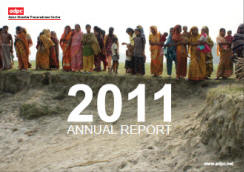 adpc
Asian Disaster Preparedness Center
2011
ANNUAL REPORT
www.adpc.net